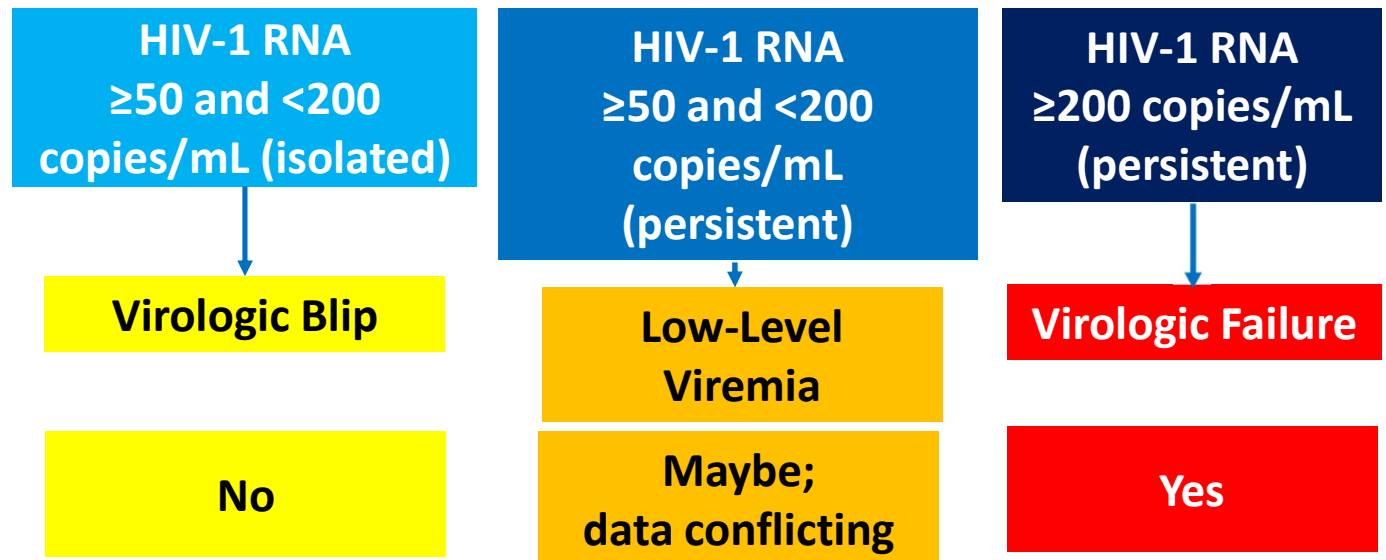 HIV-1 RNA
≥50 and <200
copies/mL (isolated)
HIV-1 RNA
≥50 and <200
copies/mL
(persistent)
HIV-1 RNA
≥200 copies/mL
(persistent)
Virologic Blip
Low-Level
Viremia
Virologic Failure
No
Maybe;
data conflicting
Yes